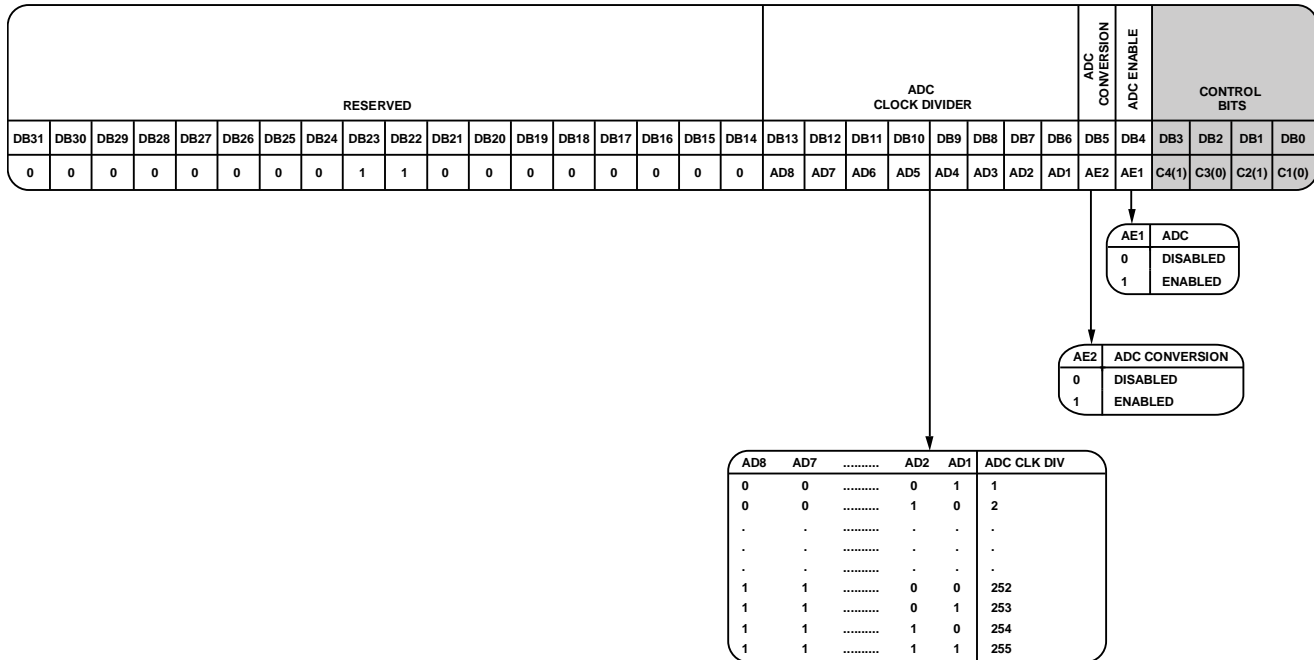 RESERVED
ADC
CLOCK DIVIDER
ADC
CONVERSION
ADC ENABLE
CONTROL
BITS
DB31 DB30 DB29 DB28 DB27 DB26 DB25 DB24 DB23 DB22 DB21 DB20 DB19 DB18 DB17 DB16 DB15 DB14 DB13 DB12 DB11 DB10 DB9 DB8 DB7 DB6 DB5 DB4 DB3 DB2 DB1 DB0
0 0 0 0 0 0 0 0 1 1 0 0 0 0 0 0 0 0 AD8 AD7 AD6 AD5 AD4 AD3 AD2 AD1 AE2 AE1 C4(1) C3(0) C2(1) C1(0)
AE1 ADC
0 DISABLED
1 ENABLED
AE2 ADC CONVERSION
0 DISABLED
1 ENABLED
AD8 AD7 .......... AD2 AD1 ADC CLK DIV
0 0 .......... 0 1 1
0 0 .......... 1 0 2
. . .......... . . .
. . .......... . . .
. . .......... . . .
1 1 .......... 0 0 252
1 1 .......... 0 1 253
1 1 .......... 1 0 254
1 1 .......... 1 1 255